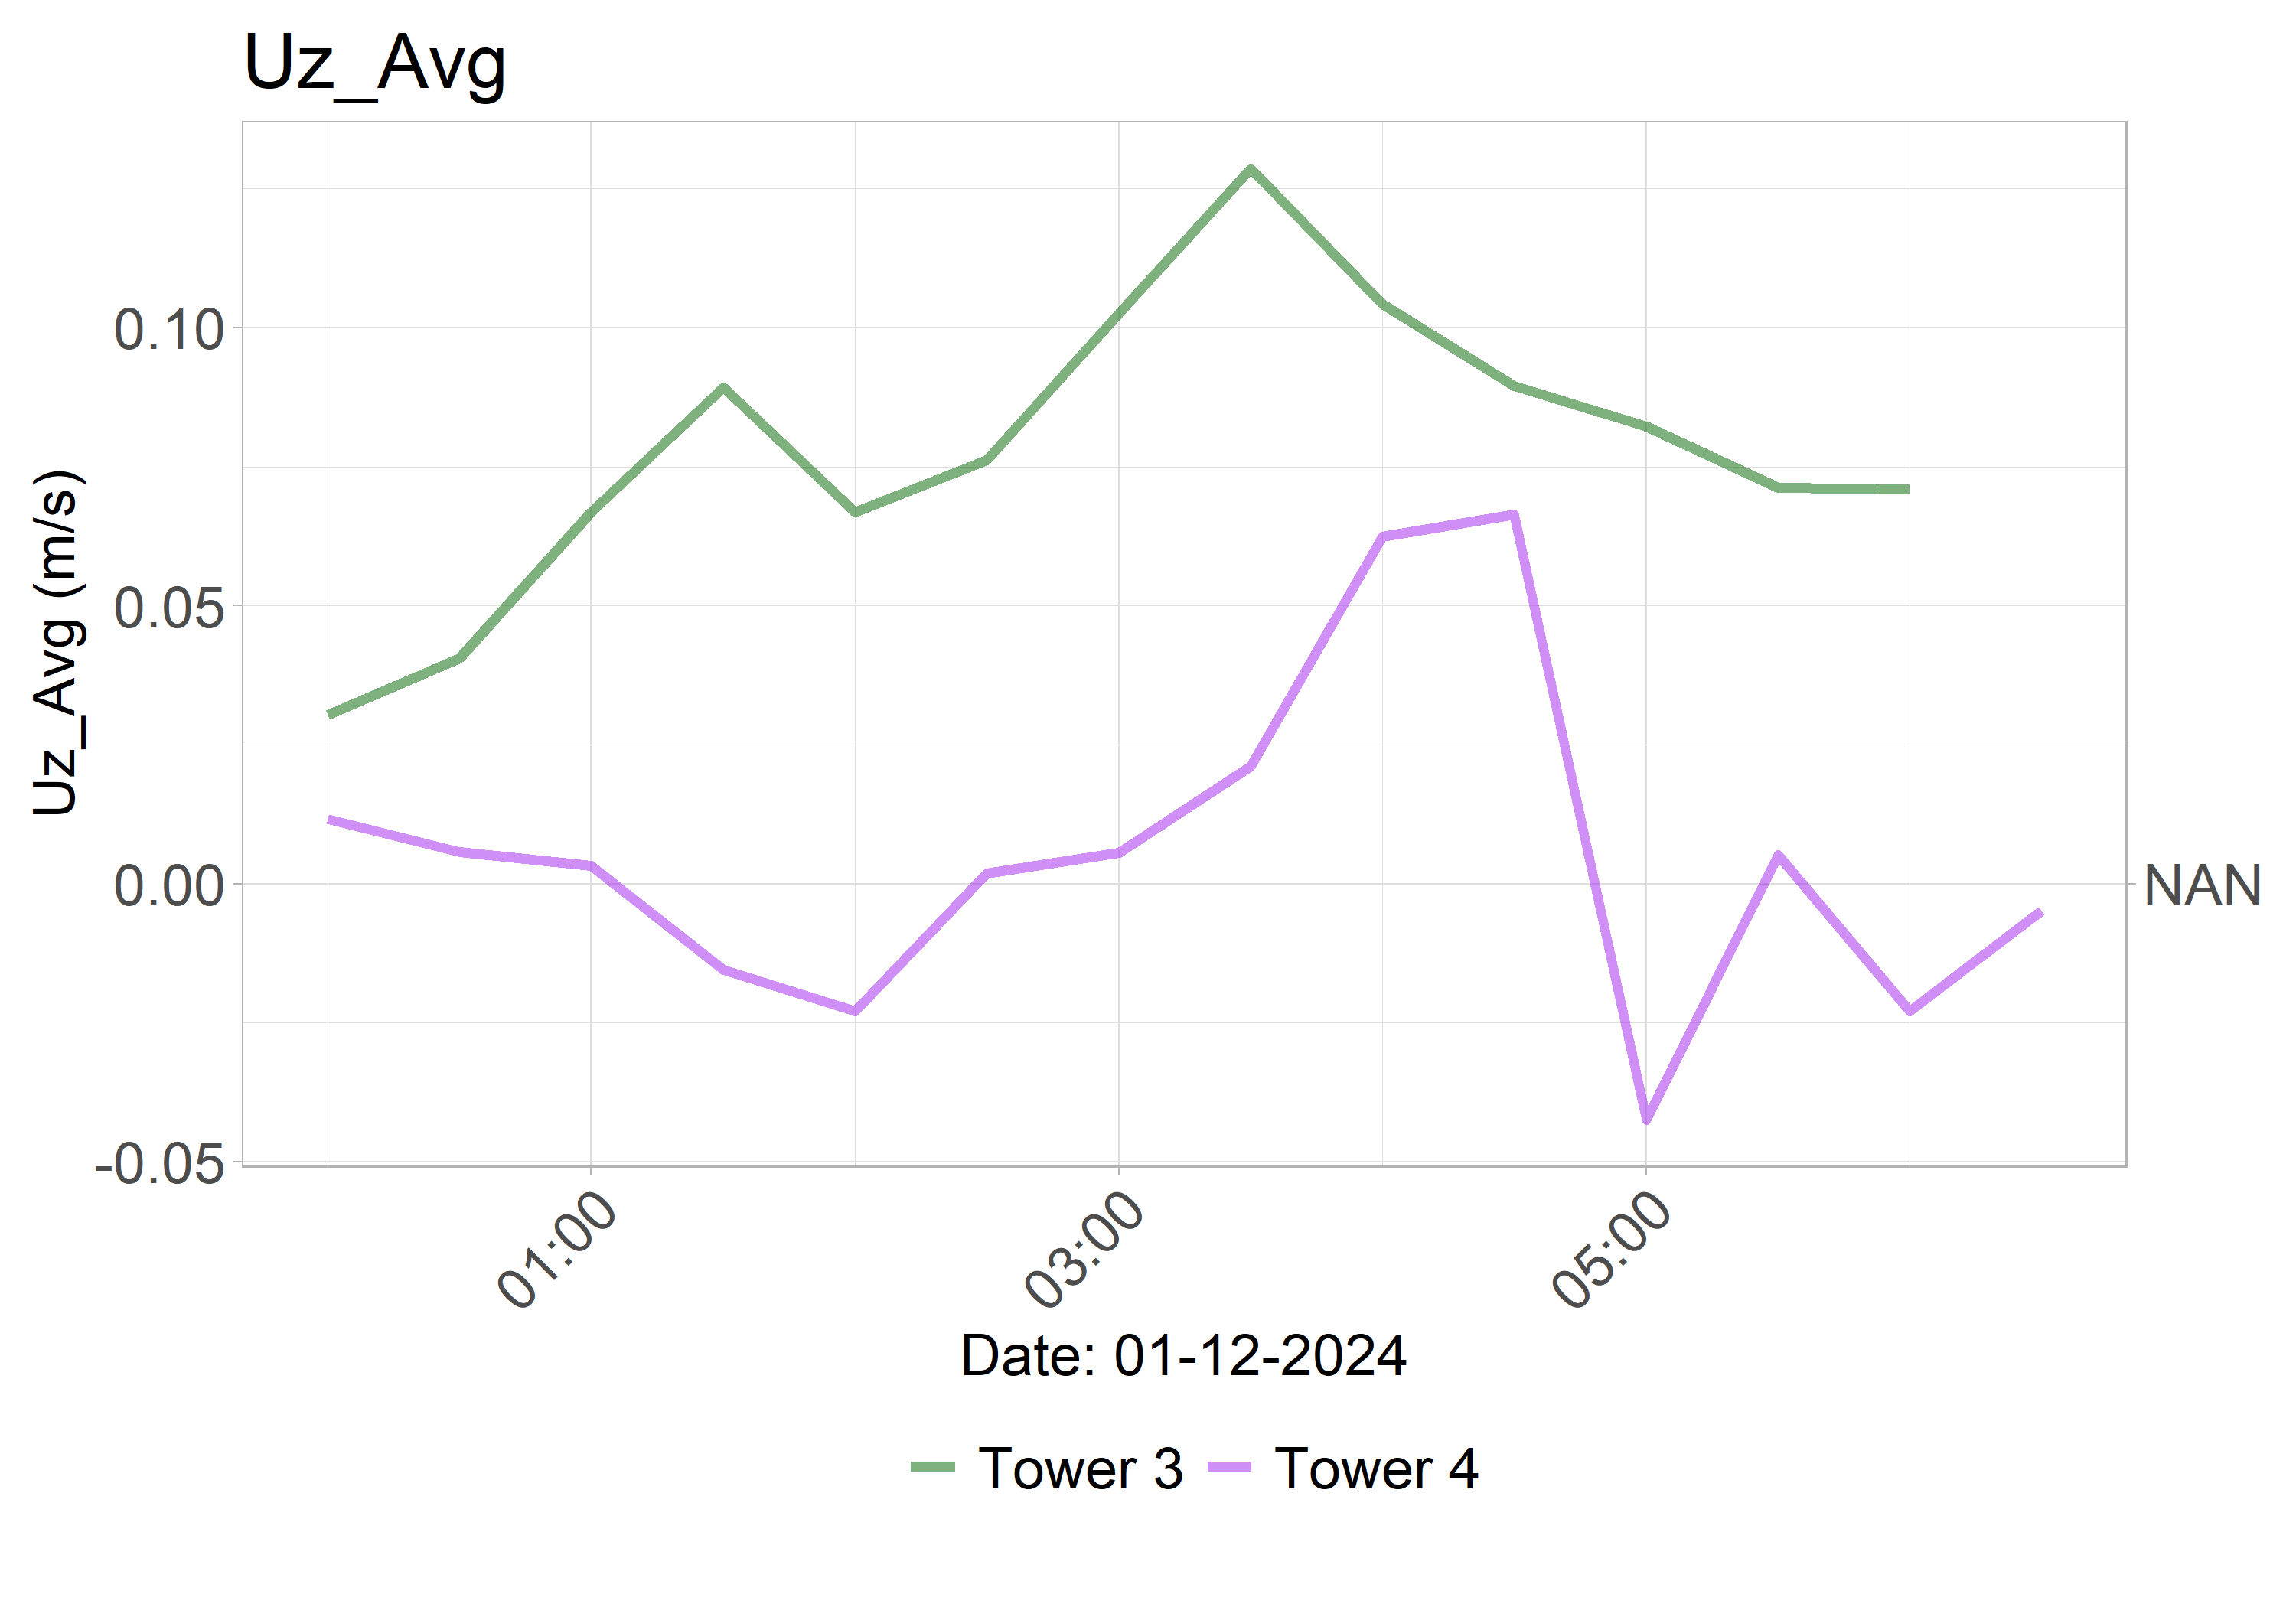 Uz_Avg
Uz_Avg (m/s)
0.10
0.05
0.00
-0.05
NAN
01:00
03:00
05:00
Date: 01-12-2024
Tower 3
Tower 4